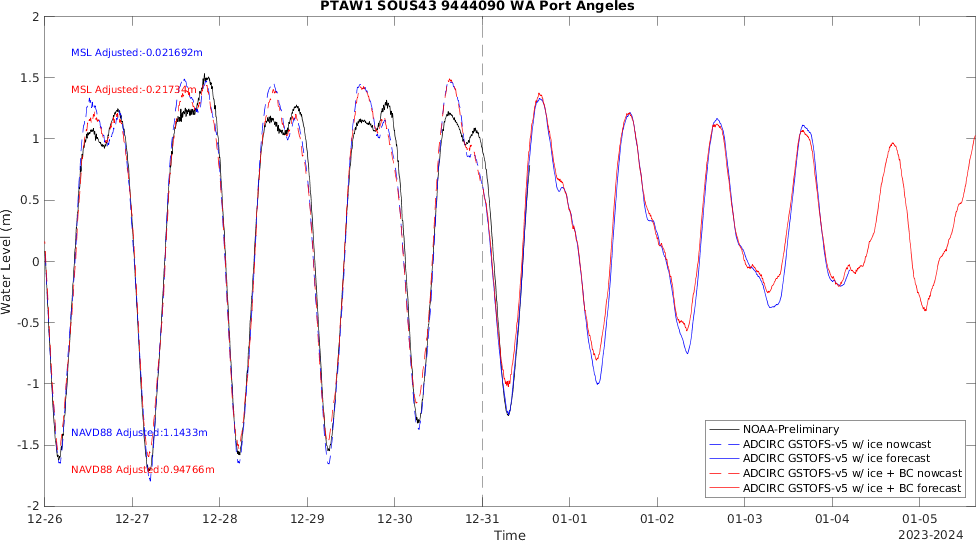 PTAW1 SOUS43 9444090 WA Port Angeles
2
MSL Adjusted:-0.021692m
1.5
MSL Adjusted:-0.21734m
1
0.5
0
Water Level (m)
-0.5
-1
NAVD88 Adjusted:1.1433m
-1.5
NAVD88 Adjusted:0.94766m
-2
NOAA-Preliminary
ADCIRC GSTOFS-v5 w/ ice nowcast
ADCIRC GSTOFS-v5 w/ ice forecast
ADCIRC GSTOFS-v5 w/ ice + BC nowcast
ADCIRC GSTOFS-v5 w/ ice + BC forecast
12-26 12-27 12-28 12-29 12-30 12-31 01-01 01-02 01-03 01-04 01-05
Time
2023-2024